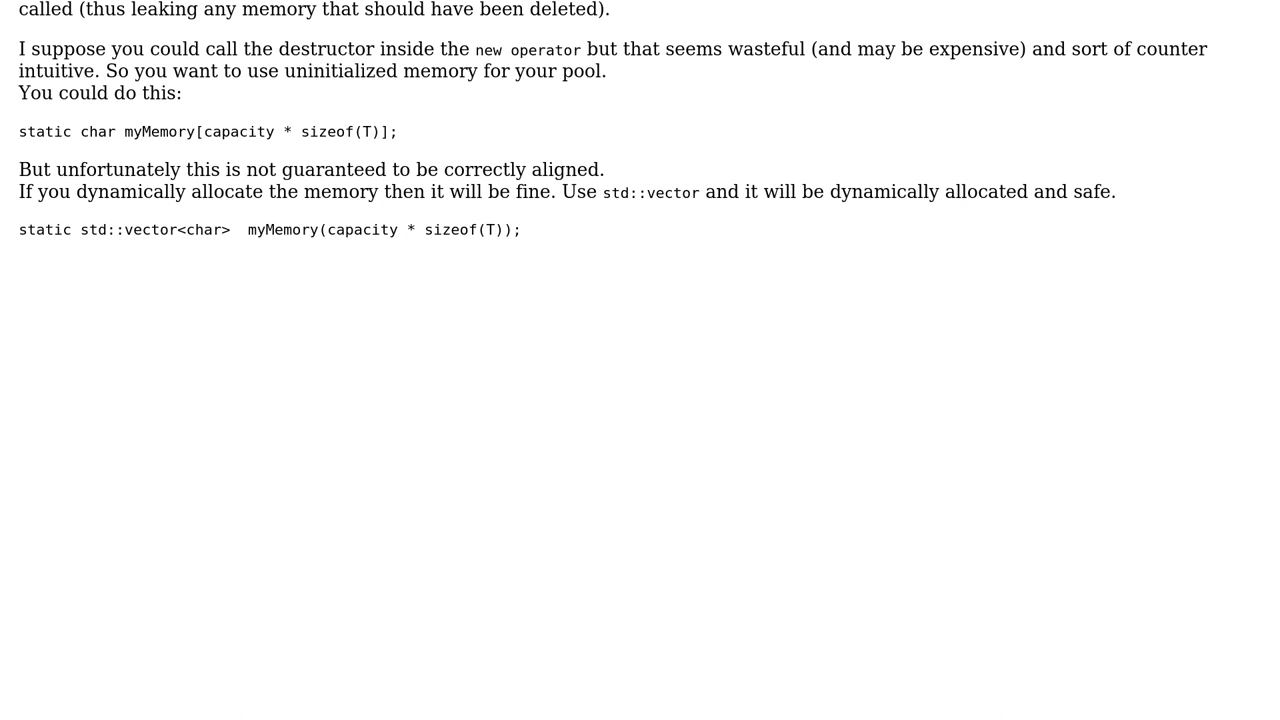 called (thus leaking any memory that should have been deleted).
I suppose you could call the destructor inside the new operator but that seems wasteful (and may be expensive) and sort of counter
intuitive. So you want to use uninitialized memory for your pool.
You could do this:
static char myMemory[capacity * sizeof(T)];
But unfortunately this is not guaranteed to be correctly aligned.
If you dynamically allocate the memory then it will be fine. Use std::vector and it will be dynamically allocated and safe.
static std::vector<char>  myMemory(capacity * sizeof(T));